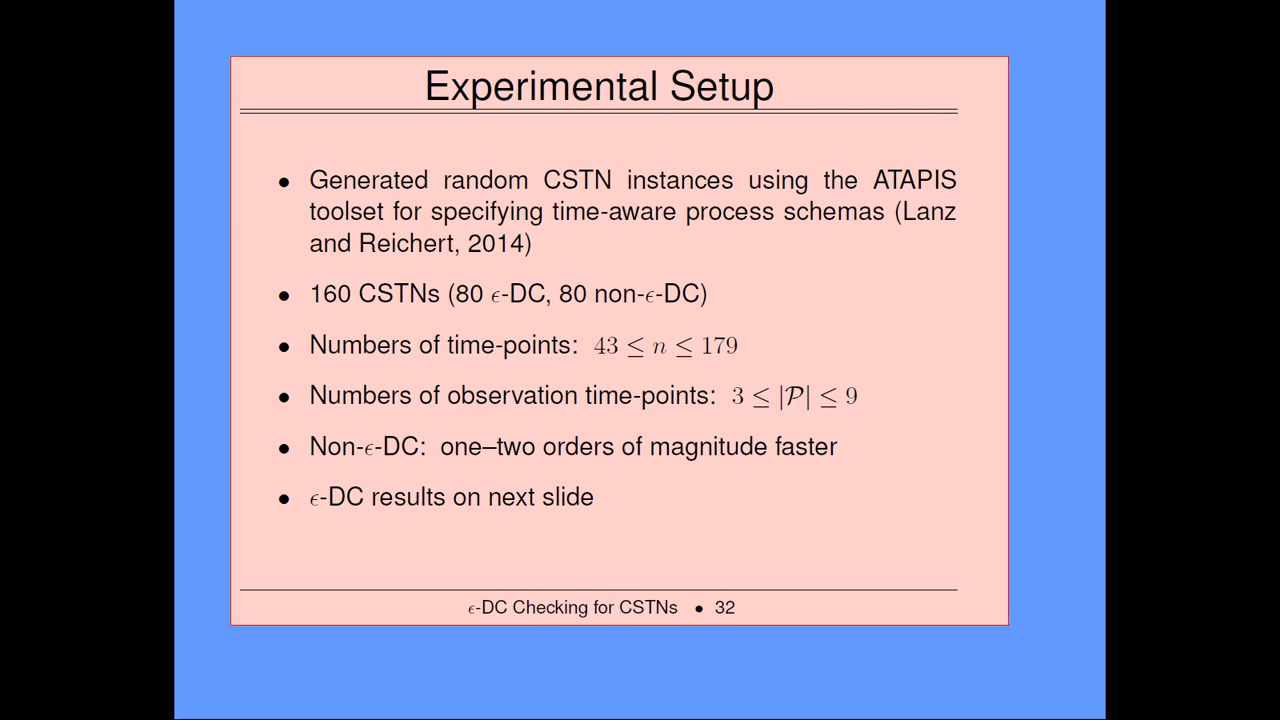 Experimental Setup
• Generated random CSTN instances using the ATAPIS
toolset for specifying time-aware process schemas (Lanz
and Reichert, 2014)
• 160 CSTNs (80 ϵ-DC, 80 non-ϵ-DC)
• Numbers of time-points: 43 ≤ n ≤ 179
• Numbers of observation time-points: 3 ≤ |𝒫| ≤ 9
• Non-ϵ-DC: one–two orders of magnitude faster
• ϵ-DC results on next slide
ϵ-DC Checking for CSTNs • 32